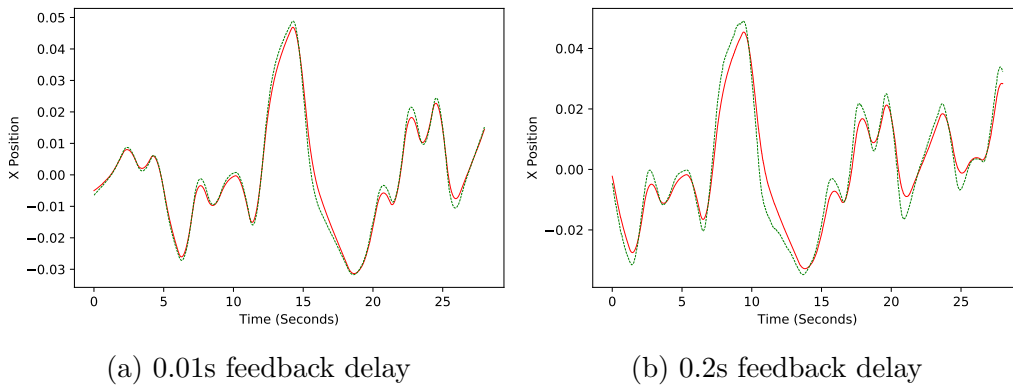 0.05
0.04
0.03
0.02
0.01
0.00
−0.01
−0.02
−0.03
X Position
0 5 10 15 20 25
Time (Seconds)
(a) 0.01s feedback delay
0.04
0.02
0.00
−0.02
X Position
0 5 10 15 20 25
Time (Seconds)
(b) 0.2s feedback delay